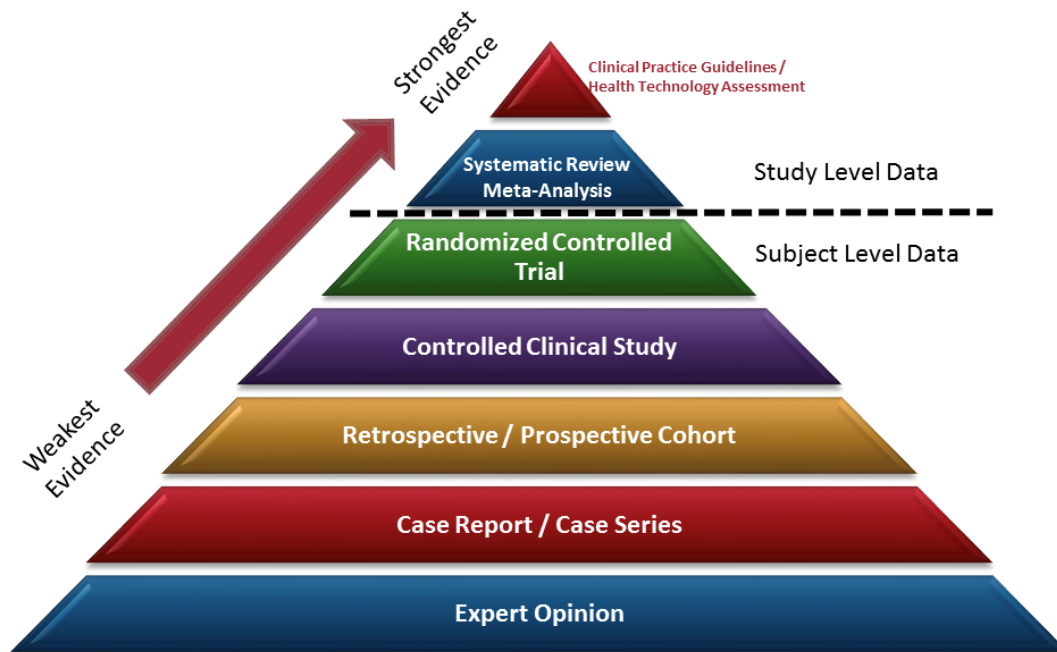 Strongest
Evidence
Clinical Practice Guidelines /
Health Technology Assessment
Systematic Review
Meta-Analysis
Study Level Data
Randomized Controlled
Trial
Subject Level Data
Controlled Clinical Study
Weakest
Evidence
Retrospective / Prospective Cohort
Case Report / Case Series
Expert Opinion